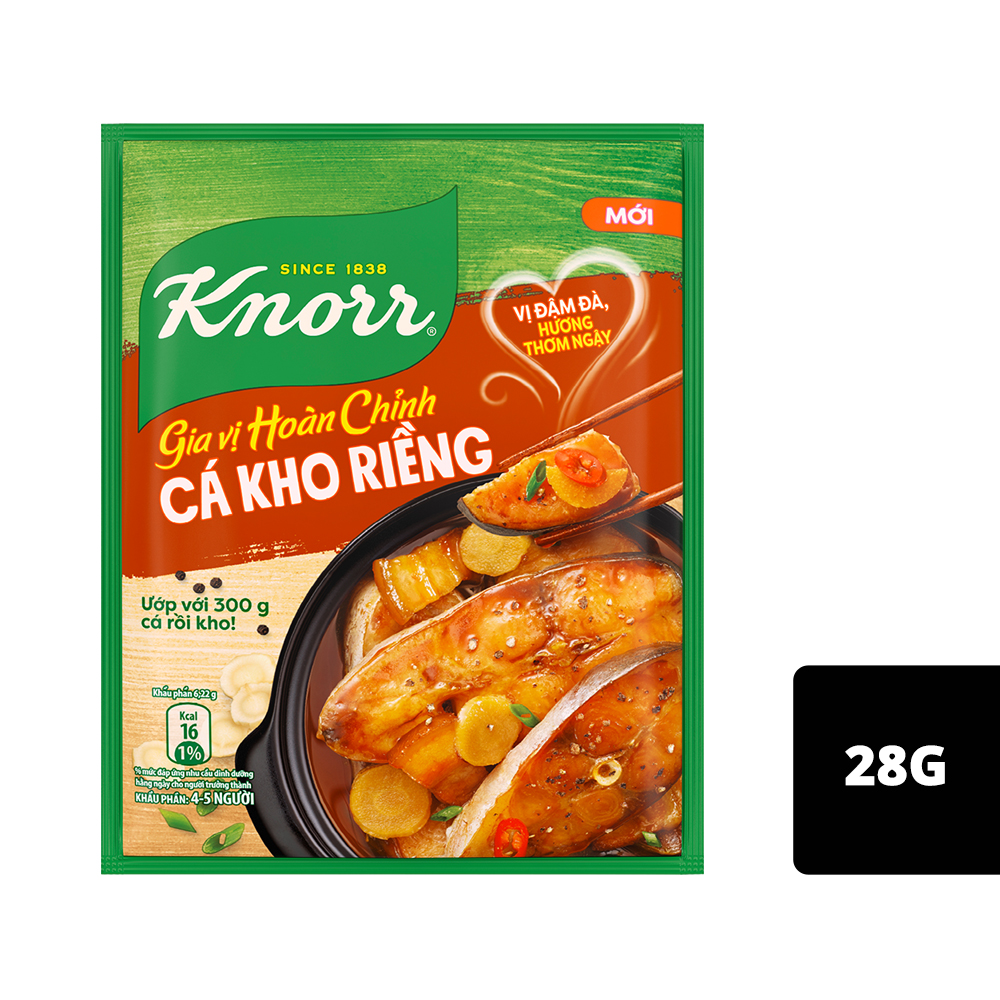 MỚI
SINCE 1838
Knorr®
VỊ ĐẬM ĐÀ,
HƯƠNG
THƠM NGẬY
Gia vị Hoàn Chỉnh
CÁ KHO RIỀNG
Ướp với 300 g
cá rồi kho!
Khẩu phần 6,22 g
Kcal
16
1%
% mức đáp ứng nhu cầu dinh dưỡng
hàng ngày cho người trưởng thành
KHẨU PHẦN: 4-5 NGƯỜI
28G